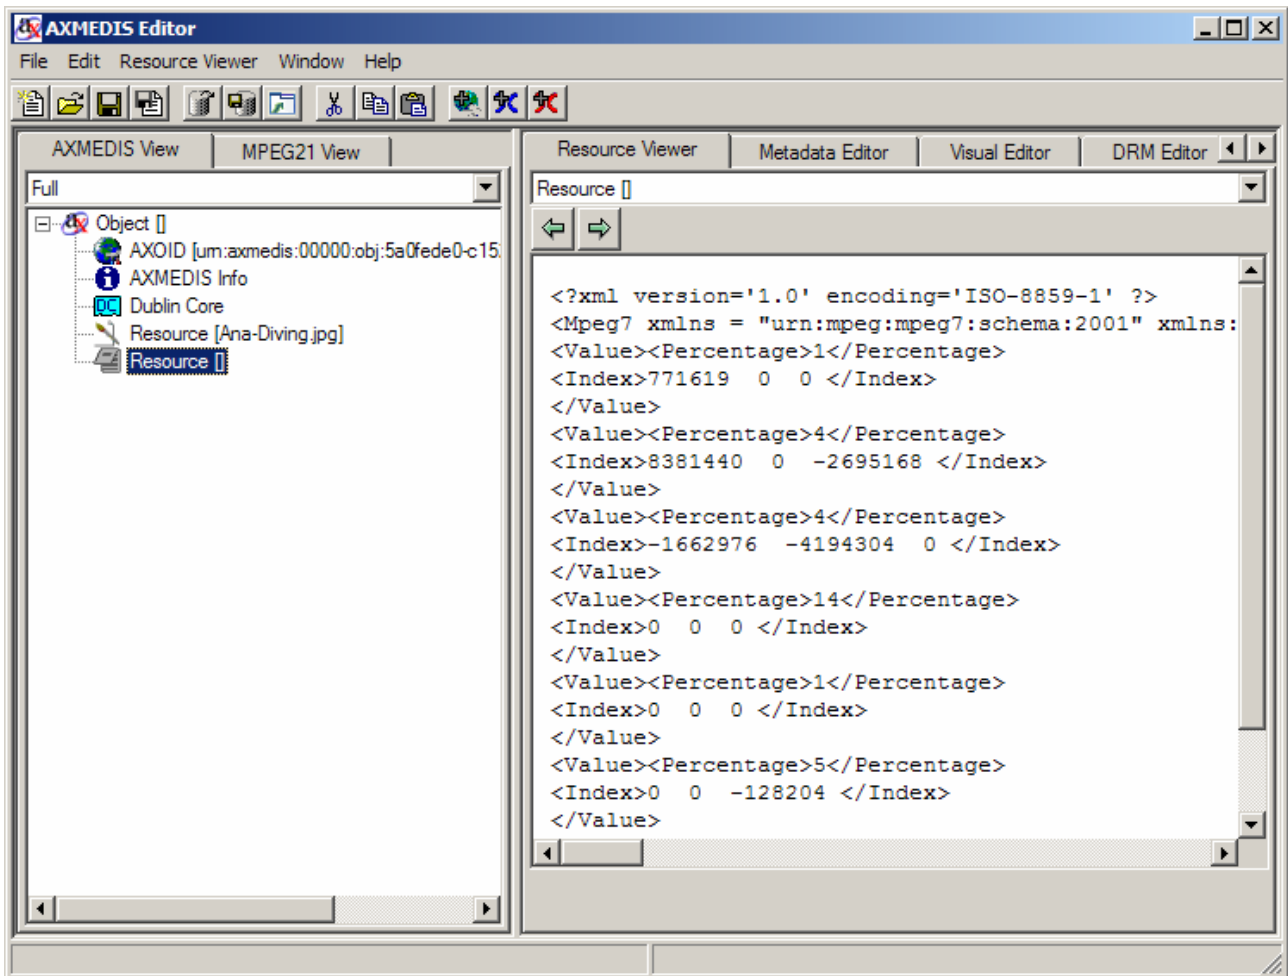 AXMEDIS Editor
File Edit Resource Viewer Window Help
AXMEDIS View MPEG21 View
Full
Object []
AXOID [urn:axmedis:00000:obj:5a0fede0-c15
AXMEDIS Info
DC Dublin Core
Resource [Ana-Diving.jpg]
Resource []
Resource Viewer Metadata Editor Visual Editor DRM Editor
Resource []
<?xml version='1.0' encoding='ISO-8859-1' ?>
<Mpeg7 xmlns = "urn:mpeg:mpeg7:schema:2001" xmlns:
<Value><Percentage>1</Percentage>
<Index>771619 0 0 </Index>
</Value>
<Value><Percentage>4</Percentage>
<Index>8381440 0 -2695168 </Index>
</Value>
<Value><Percentage>4</Percentage>
<Index>-1662976 -4194304 0 </Index>
</Value>
<Value><Percentage>14</Percentage>
<Index>0 0 0 </Index>
</Value>
<Value><Percentage>1</Percentage>
<Index>0 0 0 </Index>
</Value>
<Value><Percentage>5</Percentage>
<Index>0 0 -128204 </Index>
</Value>